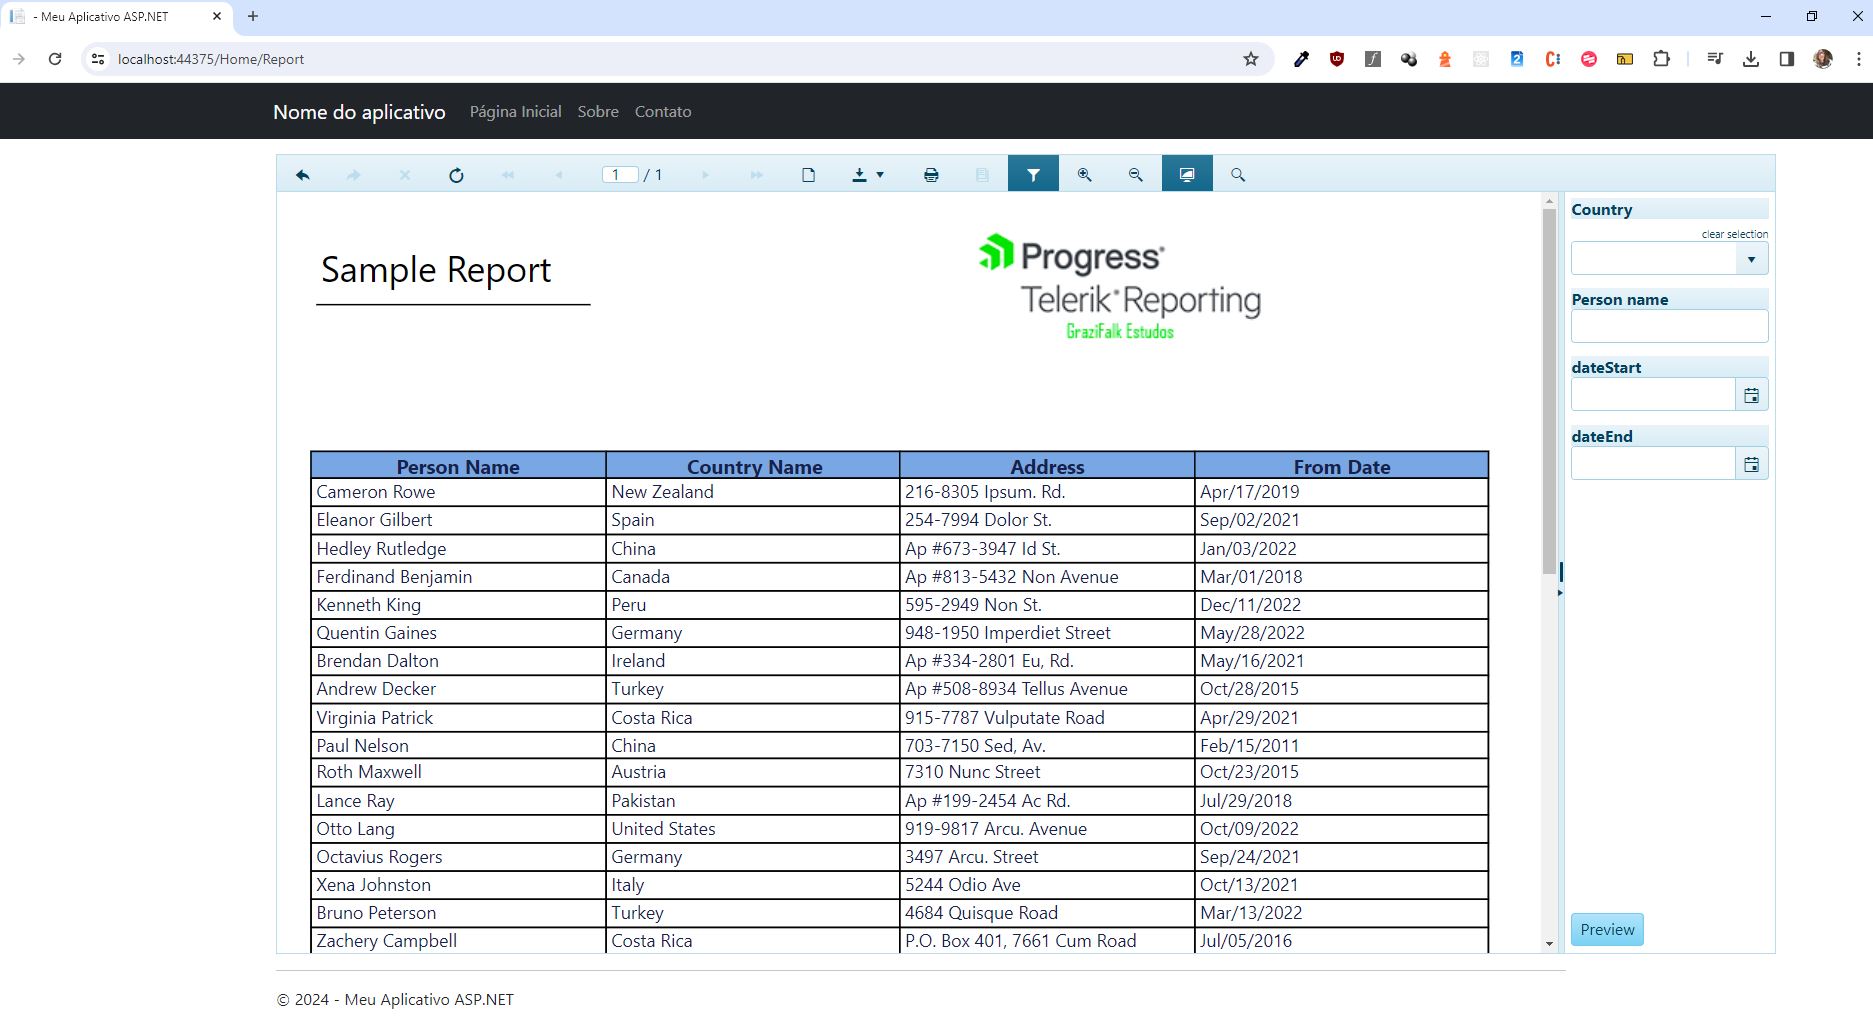 - Meu Aplicativo ASP.NET
localhost:44375/Home/Report
Nome do aplicativo Página Inicial Sobre Contato
1 / 1
Sample Report
Progress®
Telerik® Reporting
GraziFalk Estudos
Country
clear selection
Person name
dateStart
dateEnd
Person Name Country Name Address From Date
Cameron Rowe New Zealand 216-8305 Ipsum. Rd. Apr/17/2019
Eleanor Gilbert Spain 254-7994 Dolor St. Sep/02/2021
Hedley Rutledge China Ap #673-3947 Id St. Jan/03/2022
Ferdinand Benjamin Canada Ap #813-5432 Non Avenue Mar/01/2018
Kenneth King Peru 595-2949 Non St. Dec/11/2022
Quentin Gaines Germany 948-1950 Imperdiet Street May/28/2022
Brendan Dalton Ireland Ap #334-2801 Eu, Rd. May/16/2021
Andrew Decker Turkey Ap #508-8934 Tellus Avenue Oct/28/2015
Virginia Patrick Costa Rica 915-7787 Vulputate Road Apr/29/2021
Paul Nelson China 703-7150 Sed, Av. Feb/15/2011
Roth Maxwell Austria 7310 Nunc Street Oct/23/2015
Lance Ray Pakistan Ap #199-2454 Ac Rd. Jul/29/2018
Otto Lang United States 919-9817 Arcu. Avenue Oct/09/2022
Octavius Rogers Germany 3497 Arcu. Street Sep/24/2021
Xena Johnston Italy 5244 Odio Ave Oct/13/2021
Bruno Peterson Turkey 4684 Quisque Road Mar/13/2022
Zachery Campbell Costa Rica P.O. Box 401, 7661 Cum Road Jul/05/2016
Preview
© 2024 - Meu Aplicativo ASP.NET